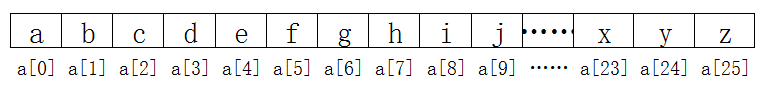 a b c d e f g h i j …… x y z
a[0] a[1] a[2] a[3] a[4] a[5] a[6] a[7] a[8] a[9] …… a[23] a[24] a[25]